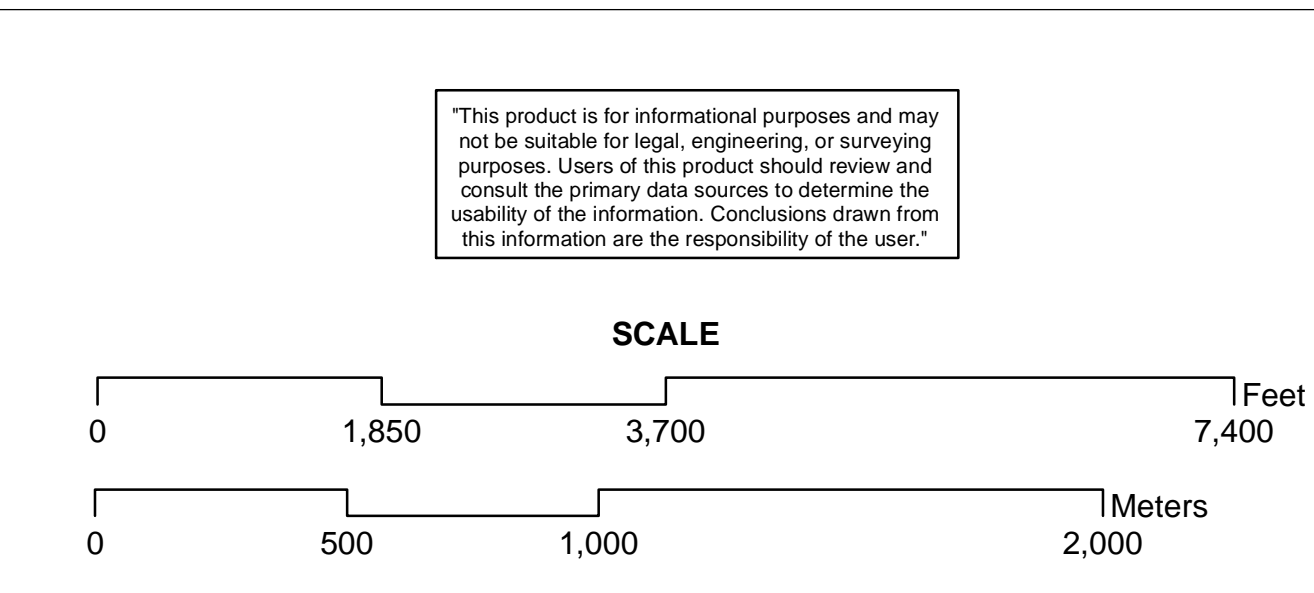 "This product is for informational purposes and may
not be suitable for legal, engineering, or surveying
purposes. Users of this product should review and
consult the primary data sources to determine the
usability of the information. Conclusions drawn from
this information are the responsibility of the user."
SCALE
Feet
0 1,850 3,700 7,400
Meters
0 500 1,000 2,000